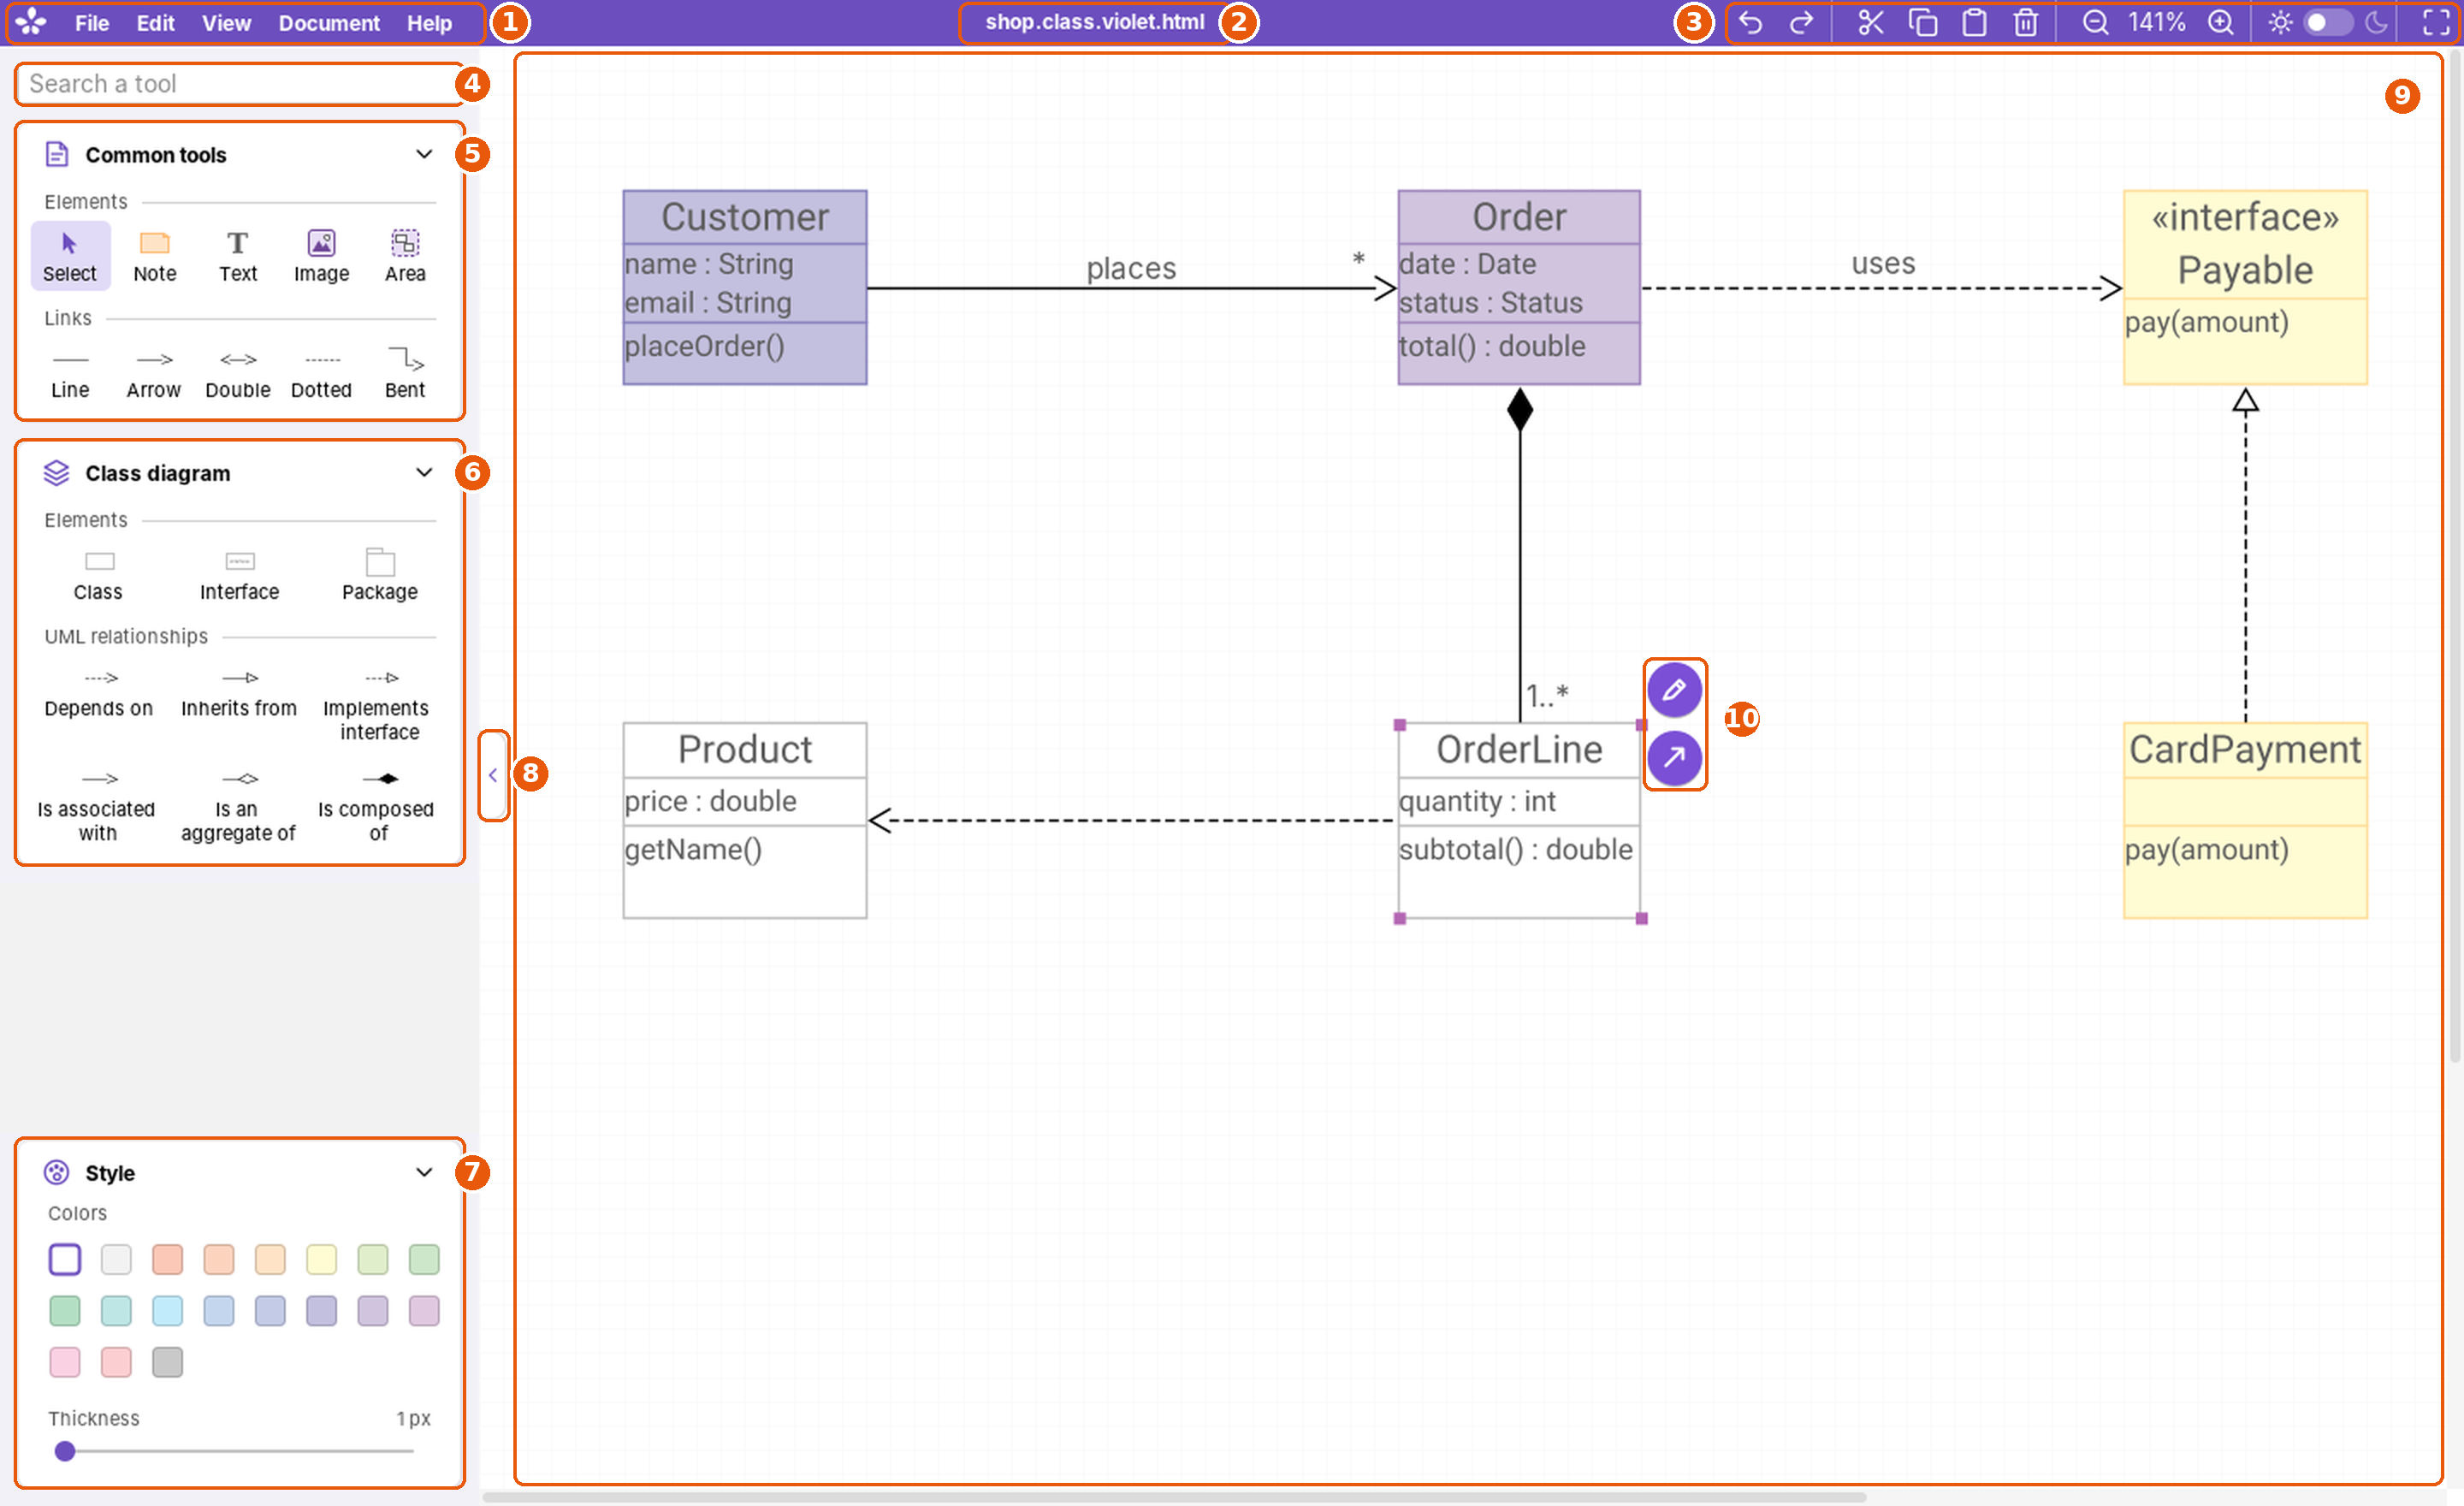 File Edit View Document Help 1
shop.class.violet.html 2
3 141%
Search a tool 4
Common tools 5
Elements
Select Note Text Image Area
Links
Line Arrow Double Dotted Bent
Class diagram 6
Elements
Class Interface Package
UML relationships
Depends on Inherits from Implements interface
Is associated with Is an aggregate of Is composed of
Style 7
Colors
Thickness 1px
8
9
Customer
name : String
email : String
placeOrder()
places
*
Order
date : Date
status : Status
total() : double
uses
«interface»
Payable
pay(amount)
1..*
10
Product
price : double
getName()
OrderLine
quantity : int
subtotal() : double
CardPayment
pay(amount)